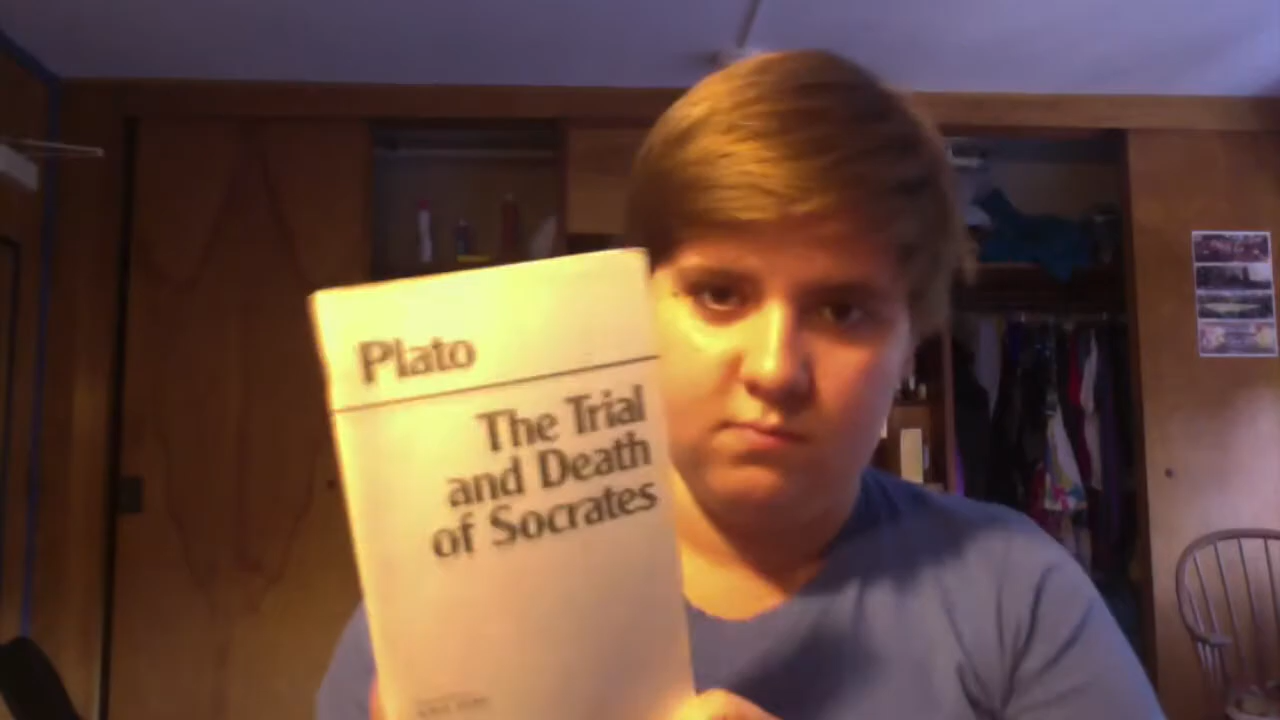 Plato
The Trial
and Death
of Socrates